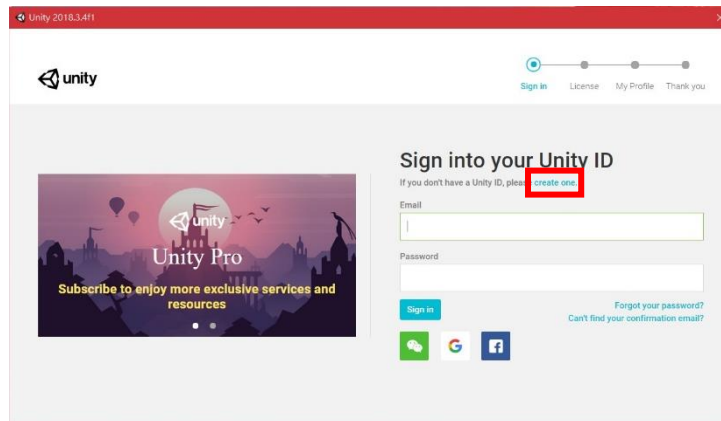 Unity 2018.3.4f1
unity
Sign in License My Profile Thank you
Sign into your Unity ID
If you don't have a Unity ID, please create one.
Email
Password
unity
Unity Pro
Subscribe to enjoy more exclusive services and
resources
Sign in
Forgot your password?
Can't find your confirmation email?
G
f